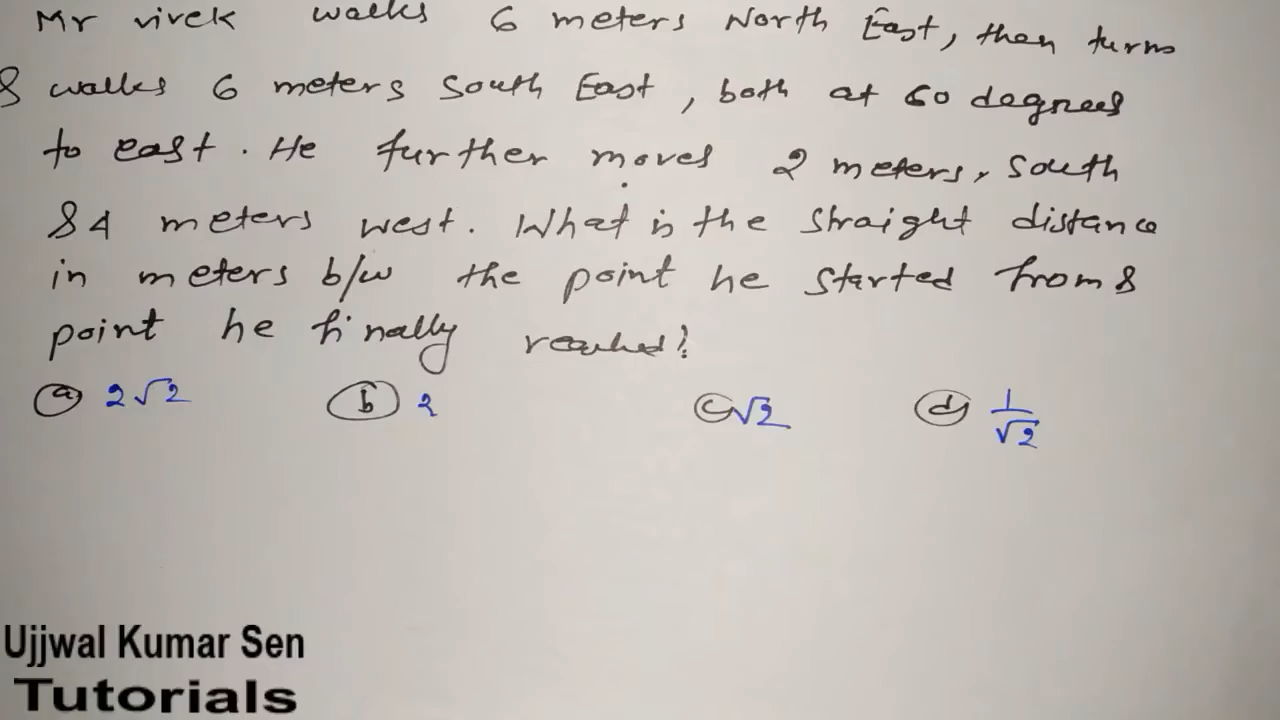 Mr vivek walks 6 meters North East, then turns
& walks 6 meters South East, both at 60 degrees
to east. He further moves 2 meters, South
& 4 meters west. What is the straight distance
in meters b/w the point he started from &
point he finally reached?
(a) 2√2 (b) 2 (c) √2 (d) 1/√2
Ujjwal Kumar Sen
Tutorials